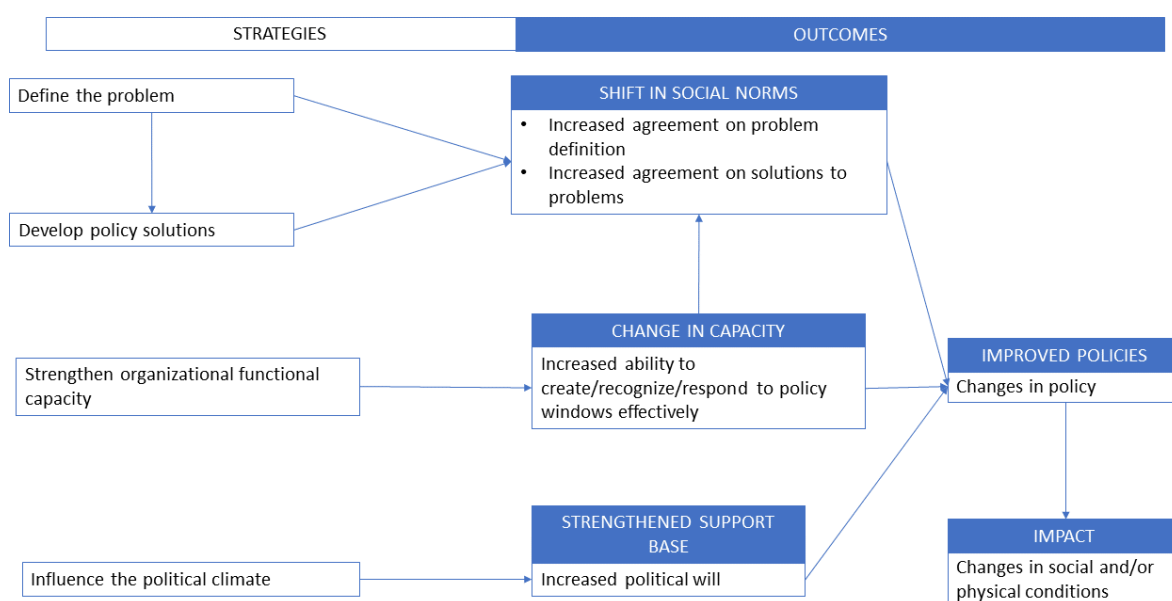 STRATEGIES
OUTCOMES
Define the problem
Develop policy solutions
SHIFT IN SOCIAL NORMS
• Increased agreement on problem
definition
• Increased agreement on solutions to
problems
Strengthen organizational functional
capacity
CHANGE IN CAPACITY
Increased ability to
create/recognize/respond to policy
windows effectively
IMPROVED POLICIES
Changes in policy
Influence the political climate
STRENGTHENED SUPPORT
BASE
Increased political will
IMPACT
Changes in social and/or
physical conditions